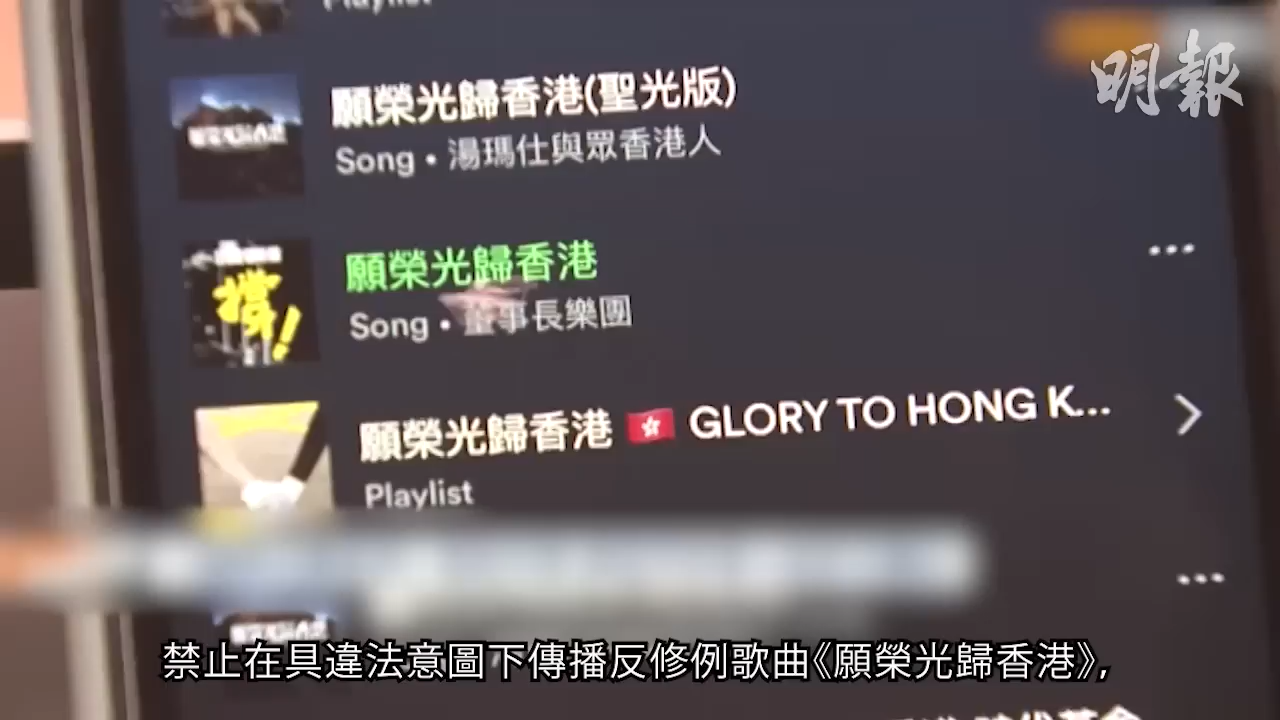 Playlist
明報
願榮光歸香港(聖光版)
Song • 湯瑪仕與眾香港人
撐!
願榮光歸香港
Song • 董事長樂團
願榮光歸香港 🇭🇰 GLORY TO HONG K...
Playlist
禁止在具違法意圖下傳播反修例歌曲《願榮光歸香港》,